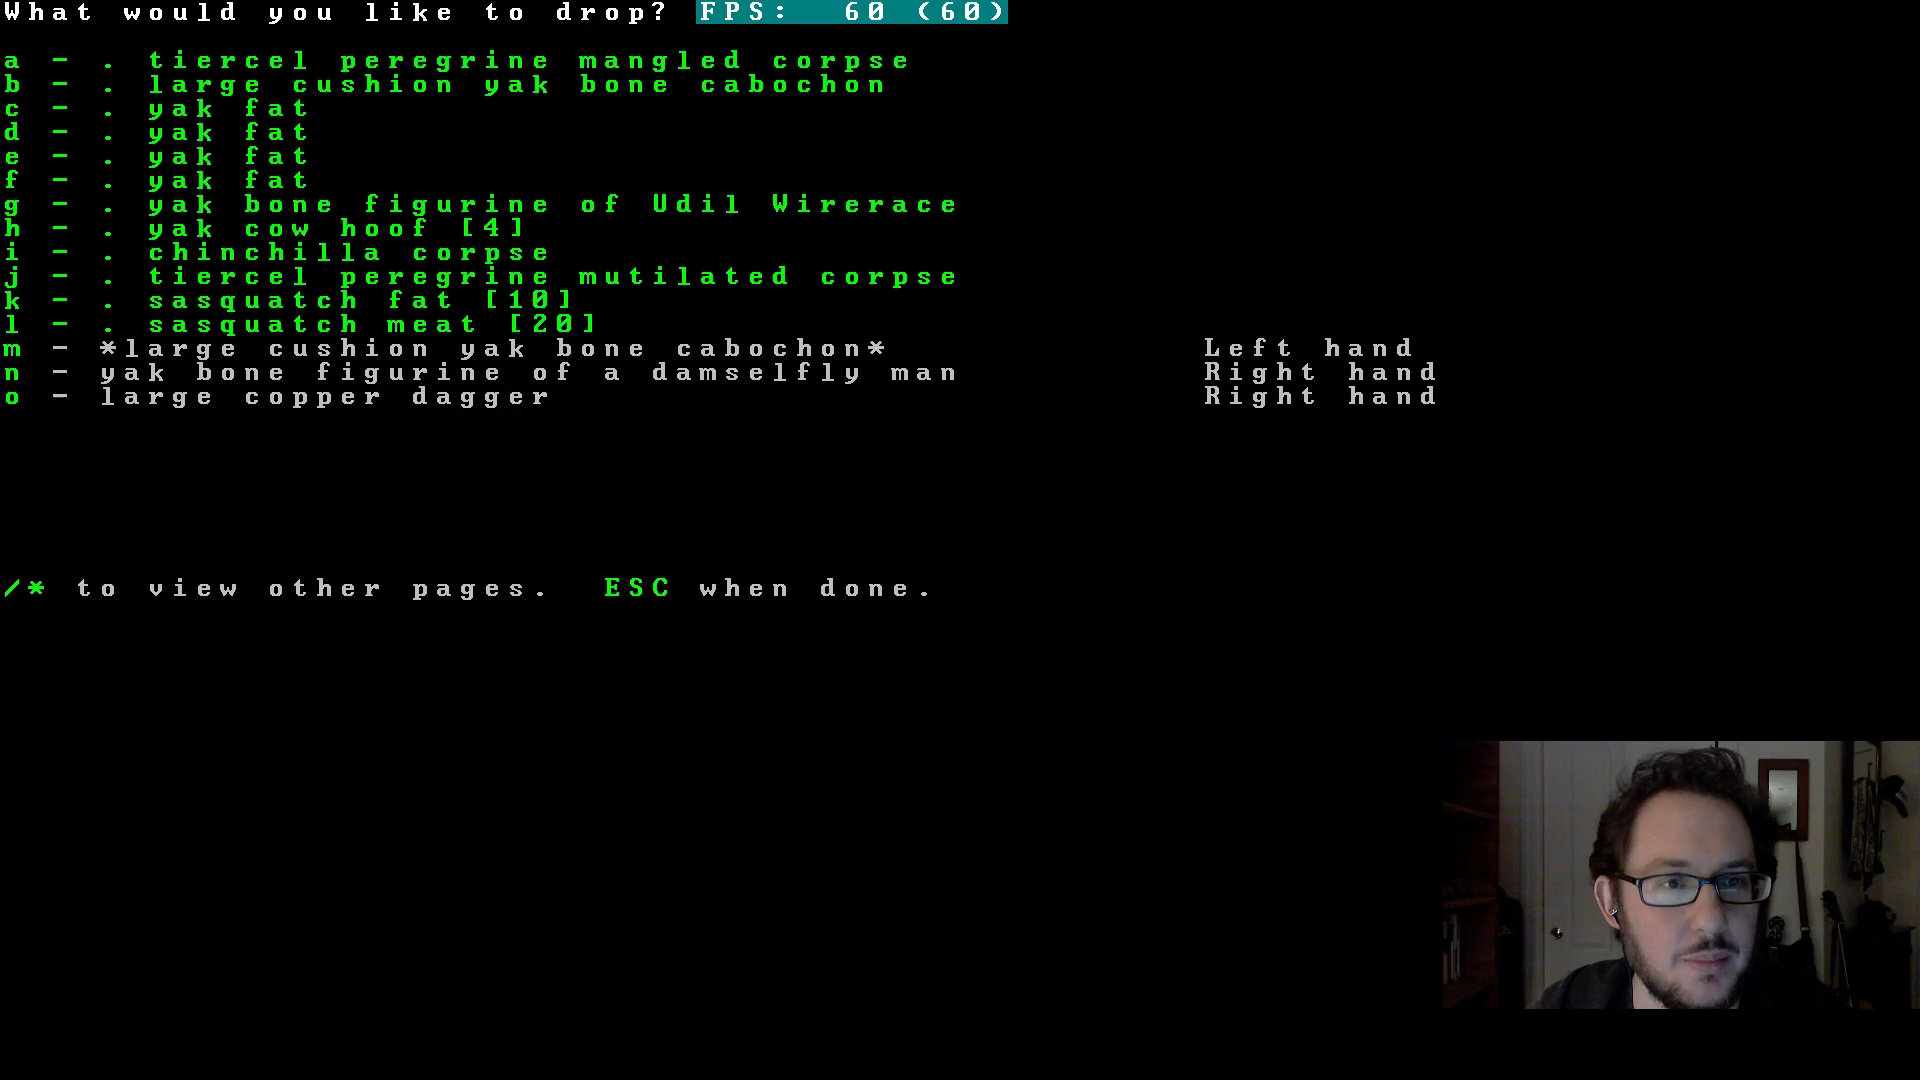 What would you like to drop? FPS: 60 (60)
a - . tiercel peregrine mangled corpse
b - . large cushion yak bone cabochon
c - . yak fat
d - . yak fat
e - . yak fat
f - . yak fat
g - . yak bone figurine of Udil Wirerace
h - . yak cow hoof [4]
i - . chinchilla corpse
j - . tiercel peregrine mutilated corpse
k - . sasquatch fat [10]
l - . sasquatch meat [20]
m - *large cushion yak bone cabochon* Left hand
n - yak bone figurine of a damselfly man Right hand
o - large copper dagger Right hand
/* to view other pages. ESC when done.